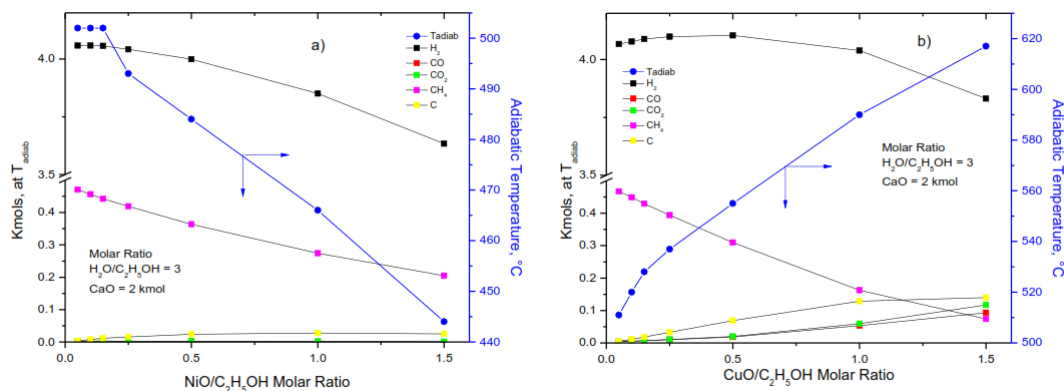 a)
Tadiab
H₂
CO
CO₂
CH₄
C
4.0
3.5
0.4
0.3
0.2
0.1
0.0
Kmols, at T_adiab
Molar Ratio
H₂O/C₂H₅OH = 3
CaO = 2 kmol
500
490
480
470
460
450
440
Adiabatic Temperature, °C
0.0 0.5 1.0 1.5
NiO/C₂H₅OH Molar Ratio
b)
Tadiab
H₂
CO
CO₂
CH₄
C
4.0
3.5
0.4
0.3
0.2
0.1
0.0
Kmols, at T_adiab
Molar Ratio
H₂O/C₂H₅OH = 3
CaO = 2 kmol
620
600
580
560
540
520
500
Adiabatic Temperature, °C
0.0 0.5 1.0 1.5
CuO/C₂H₅OH Molar Ratio